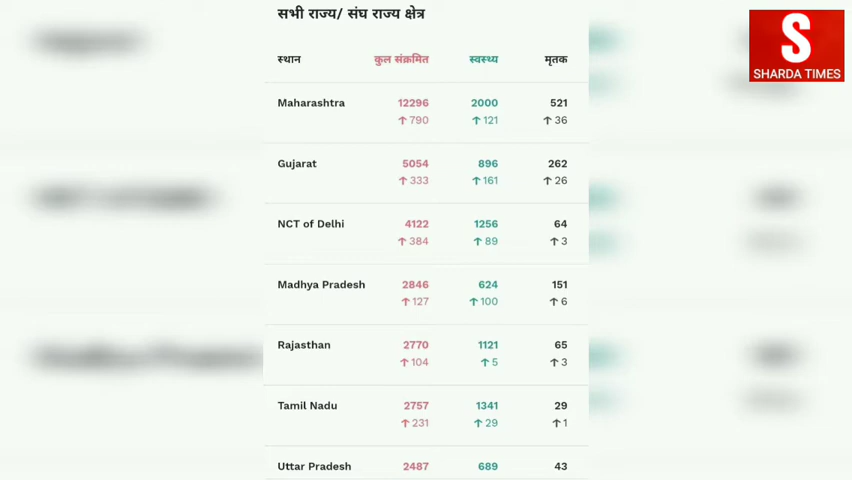 सभी राज्य/ संघ राज्य क्षेत्र
S
SHARDA TIMES
स्थान कुल संक्रमित स्वस्थ्य मृतक
Maharashtra 12296 2000 521
↑ 790 ↑ 121 ↑ 36
Gujarat 5054 896 262
↑ 333 ↑ 161 ↑ 26
NCT of Delhi 4122 1256 64
↑ 384 ↑ 89 ↑ 3
Madhya Pradesh 2846 624 151
↑ 127 ↑ 100 ↑ 6
Rajasthan 2770 1121 65
↑ 104 ↑ 5 ↑ 3
Tamil Nadu 2757 1341 29
↑ 231 ↑ 29 ↑ 1
Uttar Pradesh 2487 689 43